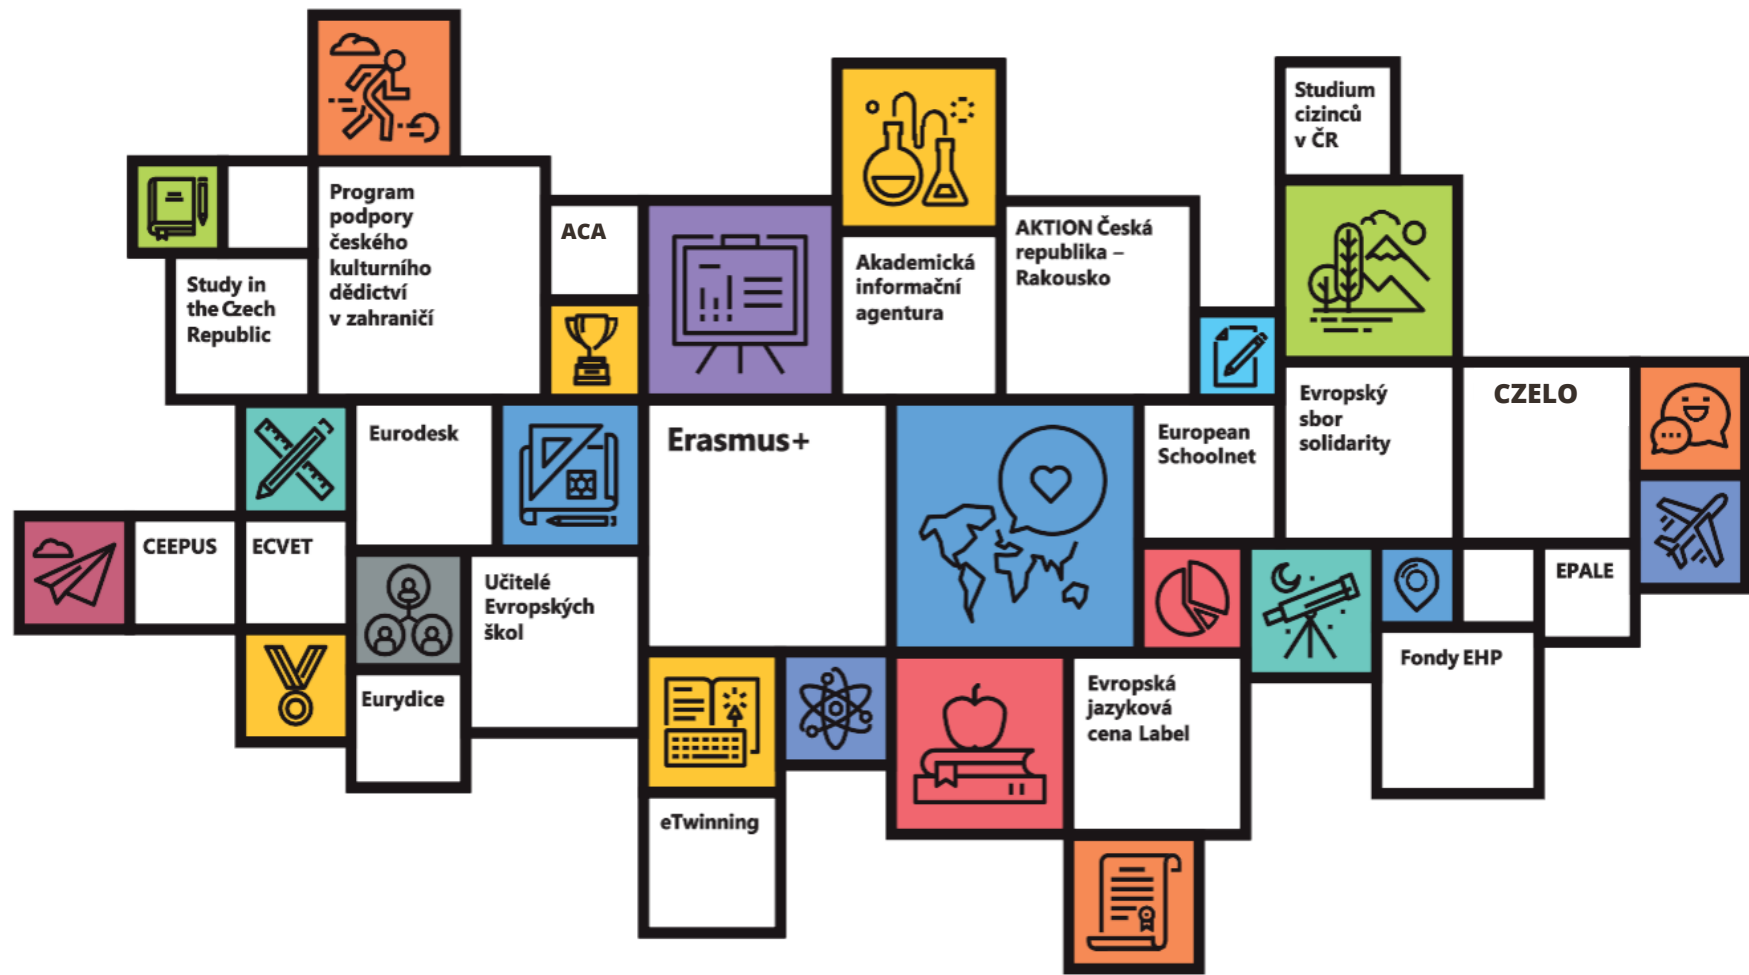 Studium
cizinců
v ČR
Program
podpory
českého
kulturního
dědictví
v zahraničí
ACA
AKTION Česká
republika –
Rakousko
Akademická
informační
agentura
Study in
the Czech
Republic
Evropský
sbor
solidarity
CZELO
Eurodesk
Erasmus+
European
Schoolnet
CEEPUS
ECVET
Učitelé
Evropských
škol
EPALE
Fondy EHP
Eurydice
Evropská
jazyková
cena Label
eTwinning